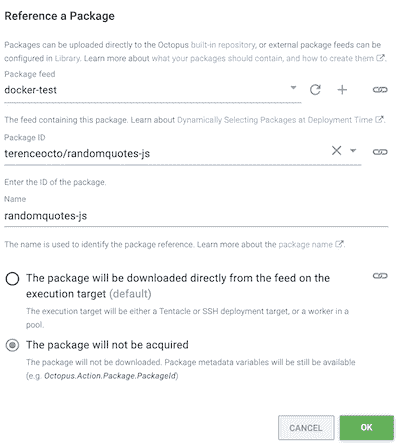 Reference a Package
Packages can be uploaded directly to the Octopus built-in repository, or external package feeds can be
configured in Library. Learn more about what your packages should contain, and how to create them.
Package feed
docker-test
The feed containing this package. Learn about Dynamically Selecting Packages at Deployment Time.
Package ID
terenceocto/randomquotes-js
Enter the ID of the package.
Name
randomquotes-js
The name is used to identify the package reference. Learn more about the package name.
The package will be downloaded directly from the feed on the
execution target (default)
The execution target will be either a Tentacle or SSH deployment target, or a worker in a
pool.
The package will not be acquired
The package will not be downloaded. Package metadata variables will be still be available
(e.g. Octopus.Action.Package.PackageId)
CANCEL
OK